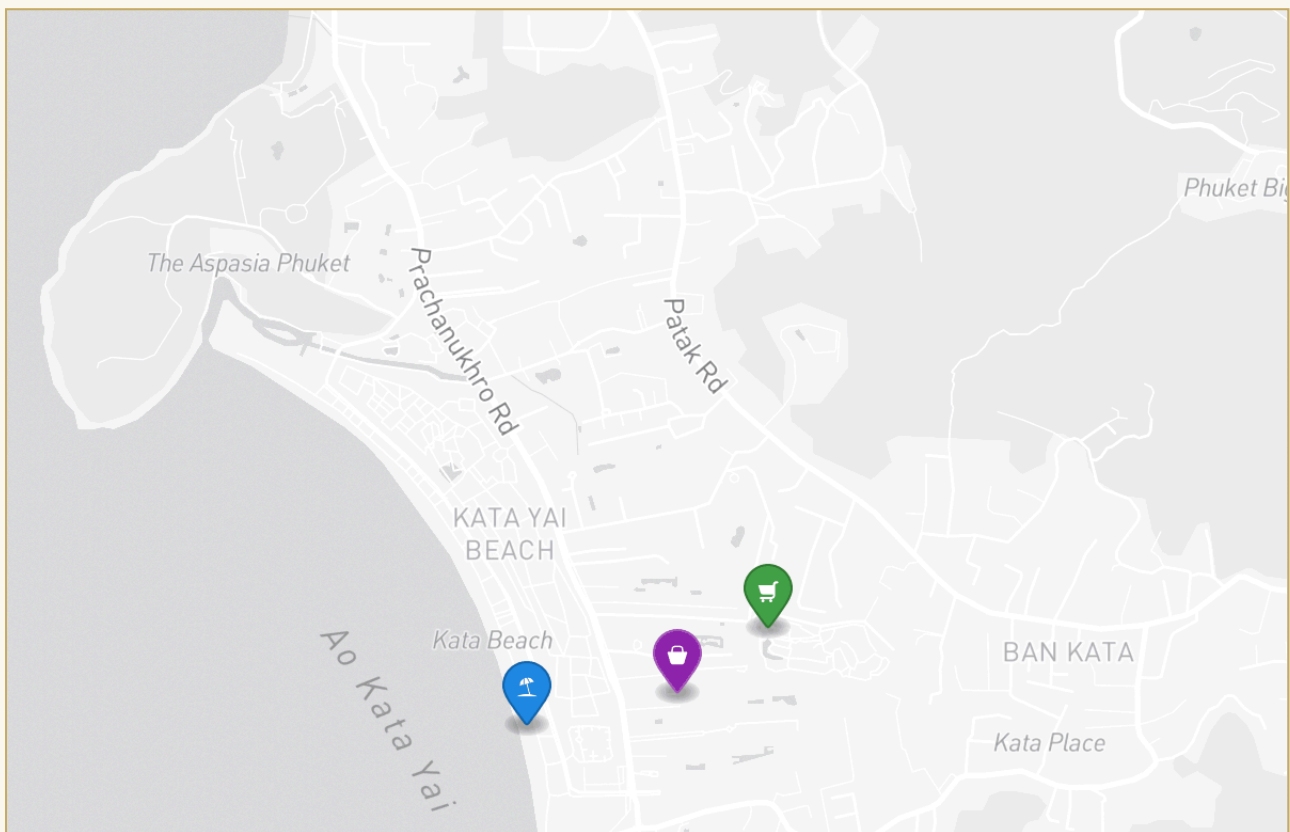 Phuket Big
The Aspasia Phuket
Prachanukhro Rd
Patak Rd
KATA YAI
BEACH
Kata Beach
Ao Kata Yai
BAN KATA
Kata Place